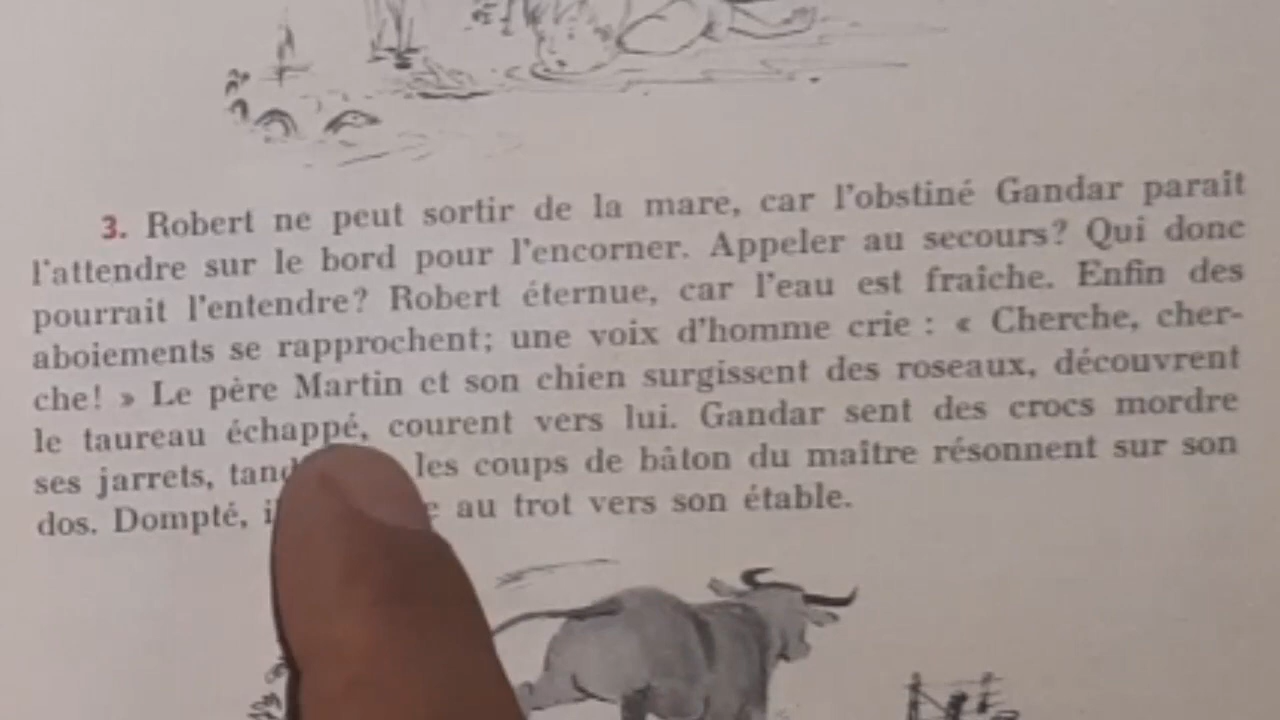 3. Robert ne peut sortir de la mare, car l'obstiné Gandar paraît
l'attendre sur le bord pour l'encorner. Appeler au secours? Qui donc
pourrait l'entendre? Robert éternue, car l'eau est fraîche. Enfin des
aboiements se rapprochent; une voix d'homme crie : « Cherche, cher-
che! » Le père Martin et son chien surgissent des roseaux, découvrent
le taureau échappé, courent vers lui. Gandar sent des crocs mordre
ses jarrets, les coups de bâton du maître résonnent sur son
dos. Dompté, au trot vers son étable.